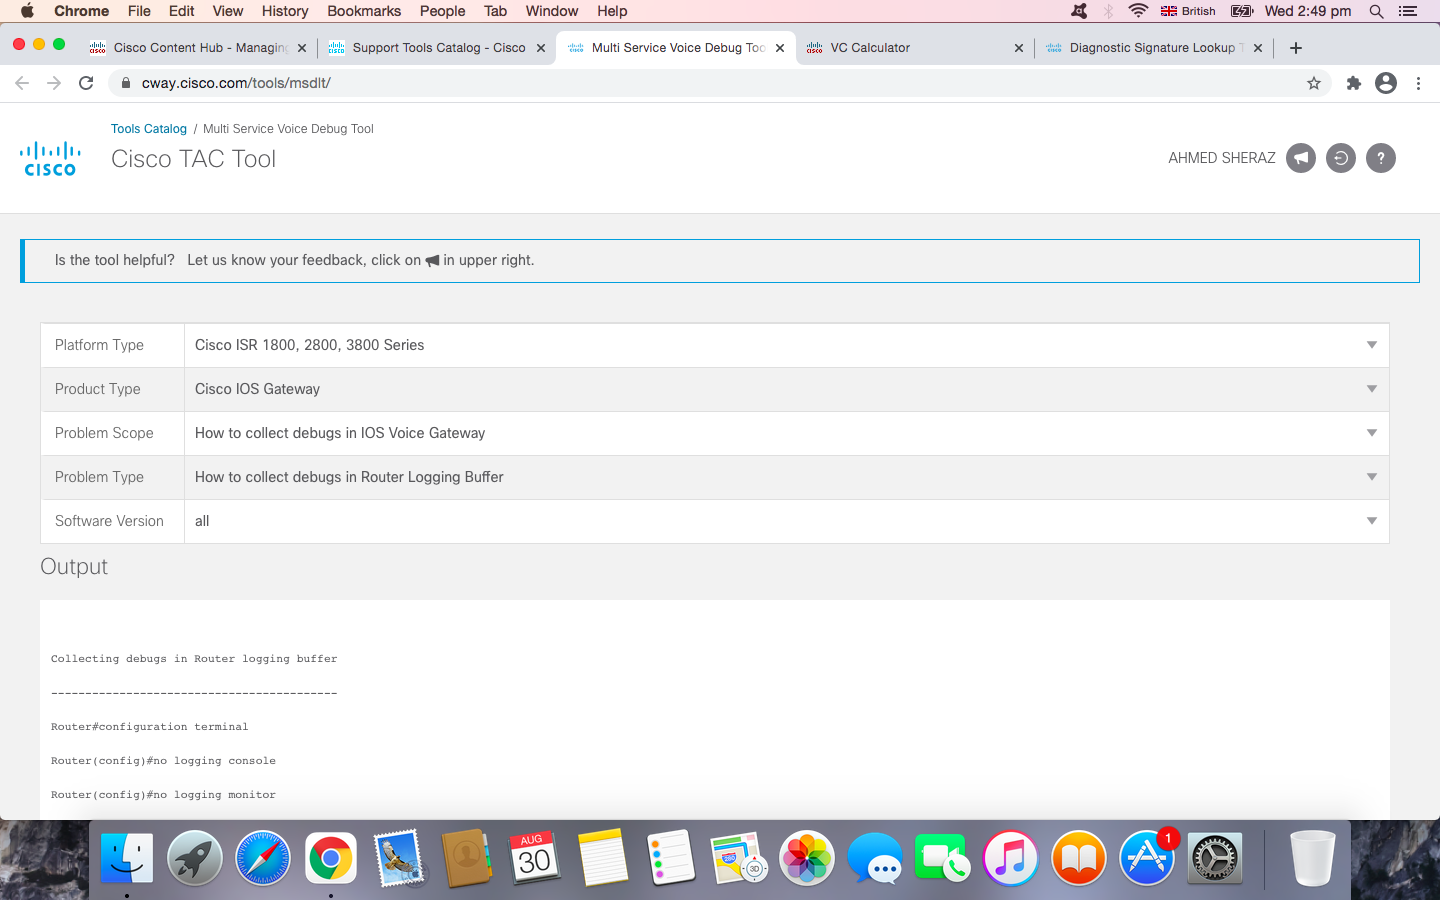 Chrome File Edit View History Bookmarks People Tab Window Help British Wed 2:49 pm
Cisco Content Hub - Managing Support Tools Catalog - Cisco Multi Service Voice Debug Too VC Calculator Diagnostic Signature Lookup T
cway.cisco.com/tools/msdlt/
Tools Catalog / Multi Service Voice Debug Tool
CISCO
Cisco TAC Tool
AHMED SHERAZ ?
Is the tool helpful? Let us know your feedback, click on in upper right.
Platform Type Cisco ISR 1800, 2800, 3800 Series
Product Type Cisco IOS Gateway
Problem Scope How to collect debugs in IOS Voice Gateway
Problem Type How to collect debugs in Router Logging Buffer
Software Version all
Output
Collecting debugs in Router logging buffer
------------------------------------------
Router#configuration terminal
Router(config)#no logging console
Router(config)#no logging monitor
AUG
30
280
3D
1